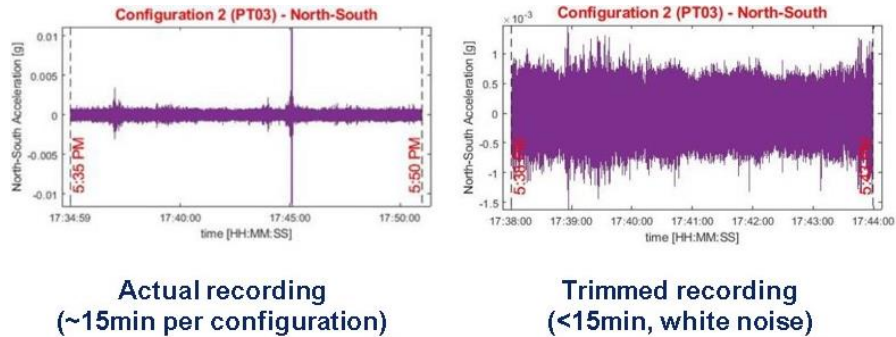 Configuration 2 (PT03) - North-South
0.01
0.005
0
-0.005
-0.01
North-South Acceleration [g]
5:35 PM
5:50 PM
17:34:59
17:40:00
17:45:00
17:50:00
time [HH:MM:SS]
Actual recording
(~15min per configuration)
Configuration 2 (PT03) - North-South
×10⁻³
1.5
1
0.5
0
-0.5
-1
-1.5
North-South Acceleration [g]
17:38:00
17:39:00
17:40:00
17:41:00
17:42:00
17:43:00
17:44:00
time [HH:MM:SS]
Trimmed recording
(<15min, white noise)